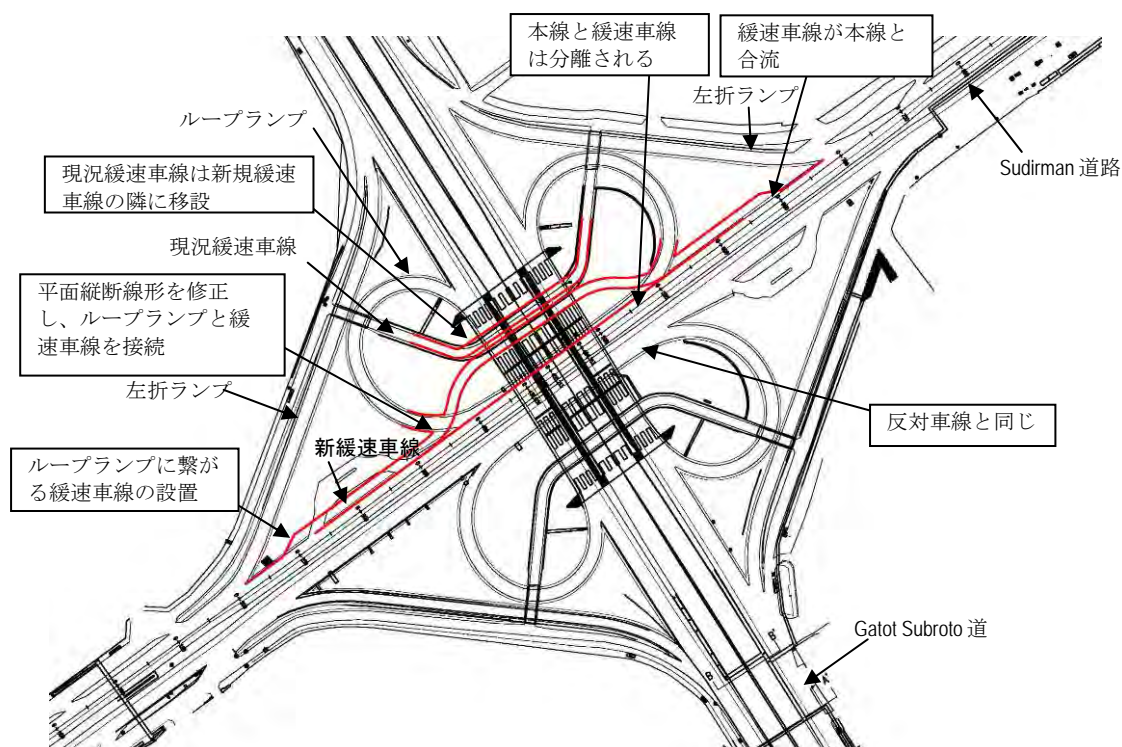 本線と緩速車線
は分離される
緩速車線が本線と
合流
左折ランプ
ループランプ
Sudirman 道路
現況緩速車線は新規緩速
車線の隣に移設
現況緩速車線
平面縦断線形を修正
し、ループランプと緩
速車線を接続
左折ランプ
反対車線と同じ
新緩速車線
ループランプに繋が
る緩速車線の設置
Gatot Subroto 道